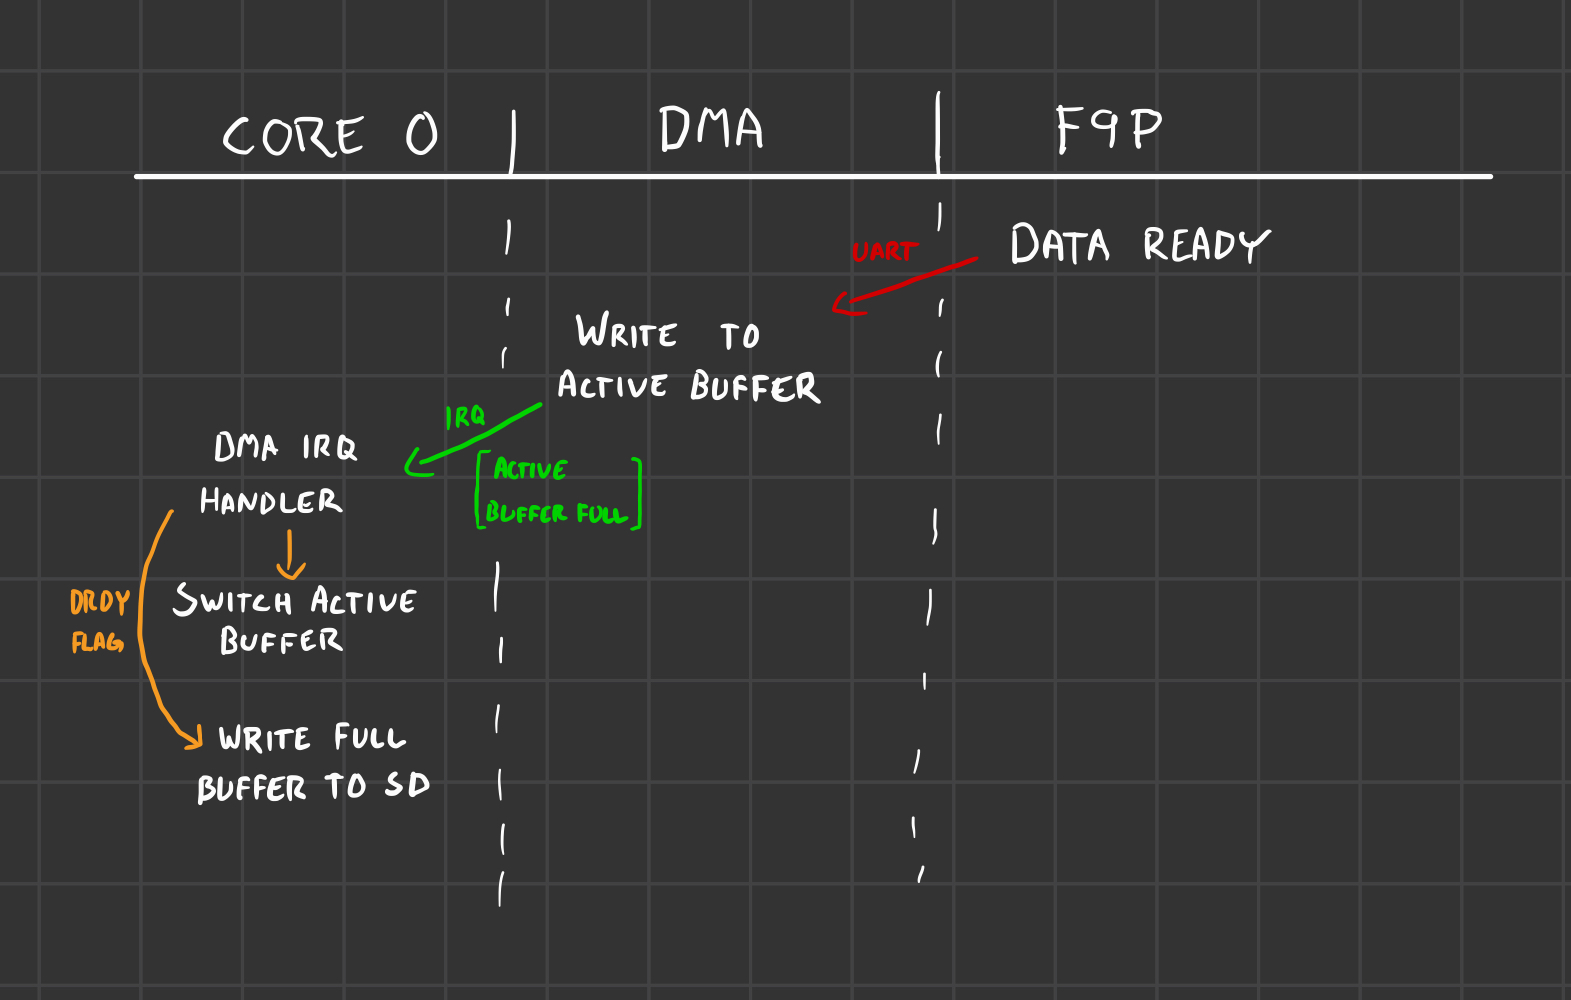 CORE 0 | DMA | F9P
DATA READY
UART
WRITE TO
ACTIVE BUFFER
IRQ
[ACTIVE
BUFFER FULL]
DMA IRQ
HANDLER
DRDY
FLAG
SWITCH ACTIVE
BUFFER
WRITE FULL
BUFFER TO SD